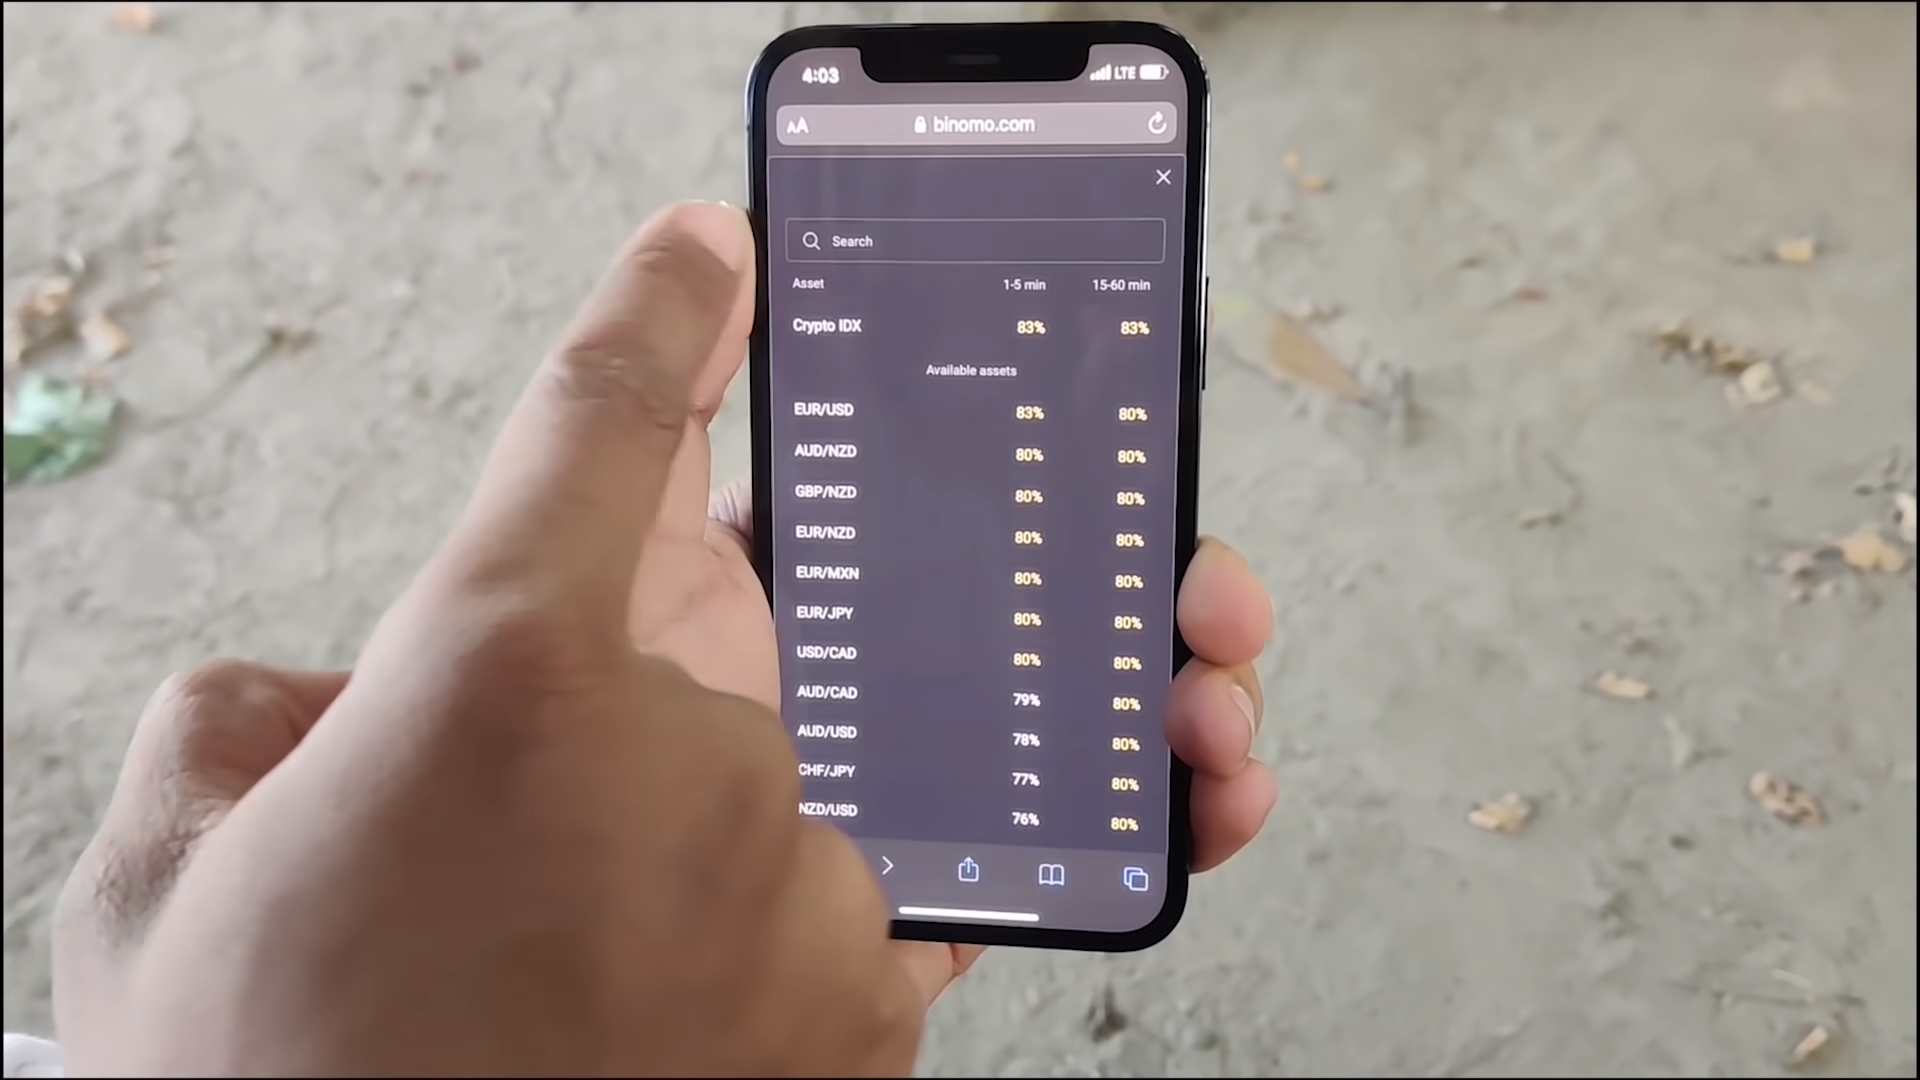 4:03 LTE
AA binomo.com
Search
Asset 1-5 min 15-60 min
Crypto IDX 83% 83%
Available assets
EUR/USD 83% 80%
AUD/NZD 80% 80%
GBP/NZD 80% 80%
EUR/NZD 80% 80%
EUR/MXN 80% 80%
EUR/JPY 80% 80%
USD/CAD 80% 80%
AUD/CAD 79% 80%
AUD/USD 78% 80%
CHF/JPY 77% 80%
NZD/USD 76% 80%